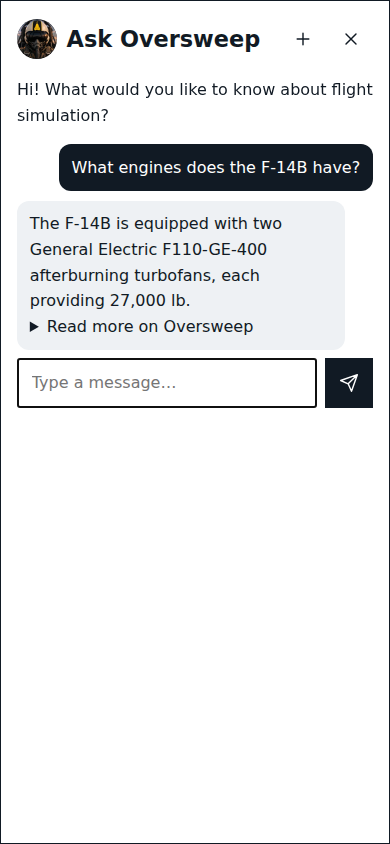 Ask Oversweep
Hi! What would you like to know about flight
simulation?
What engines does the F-14B have?
The F-14B is equipped with two
General Electric F110-GE-400
afterburning turbofans, each
providing 27,000 lb.
Read more on Oversweep
Type a message...